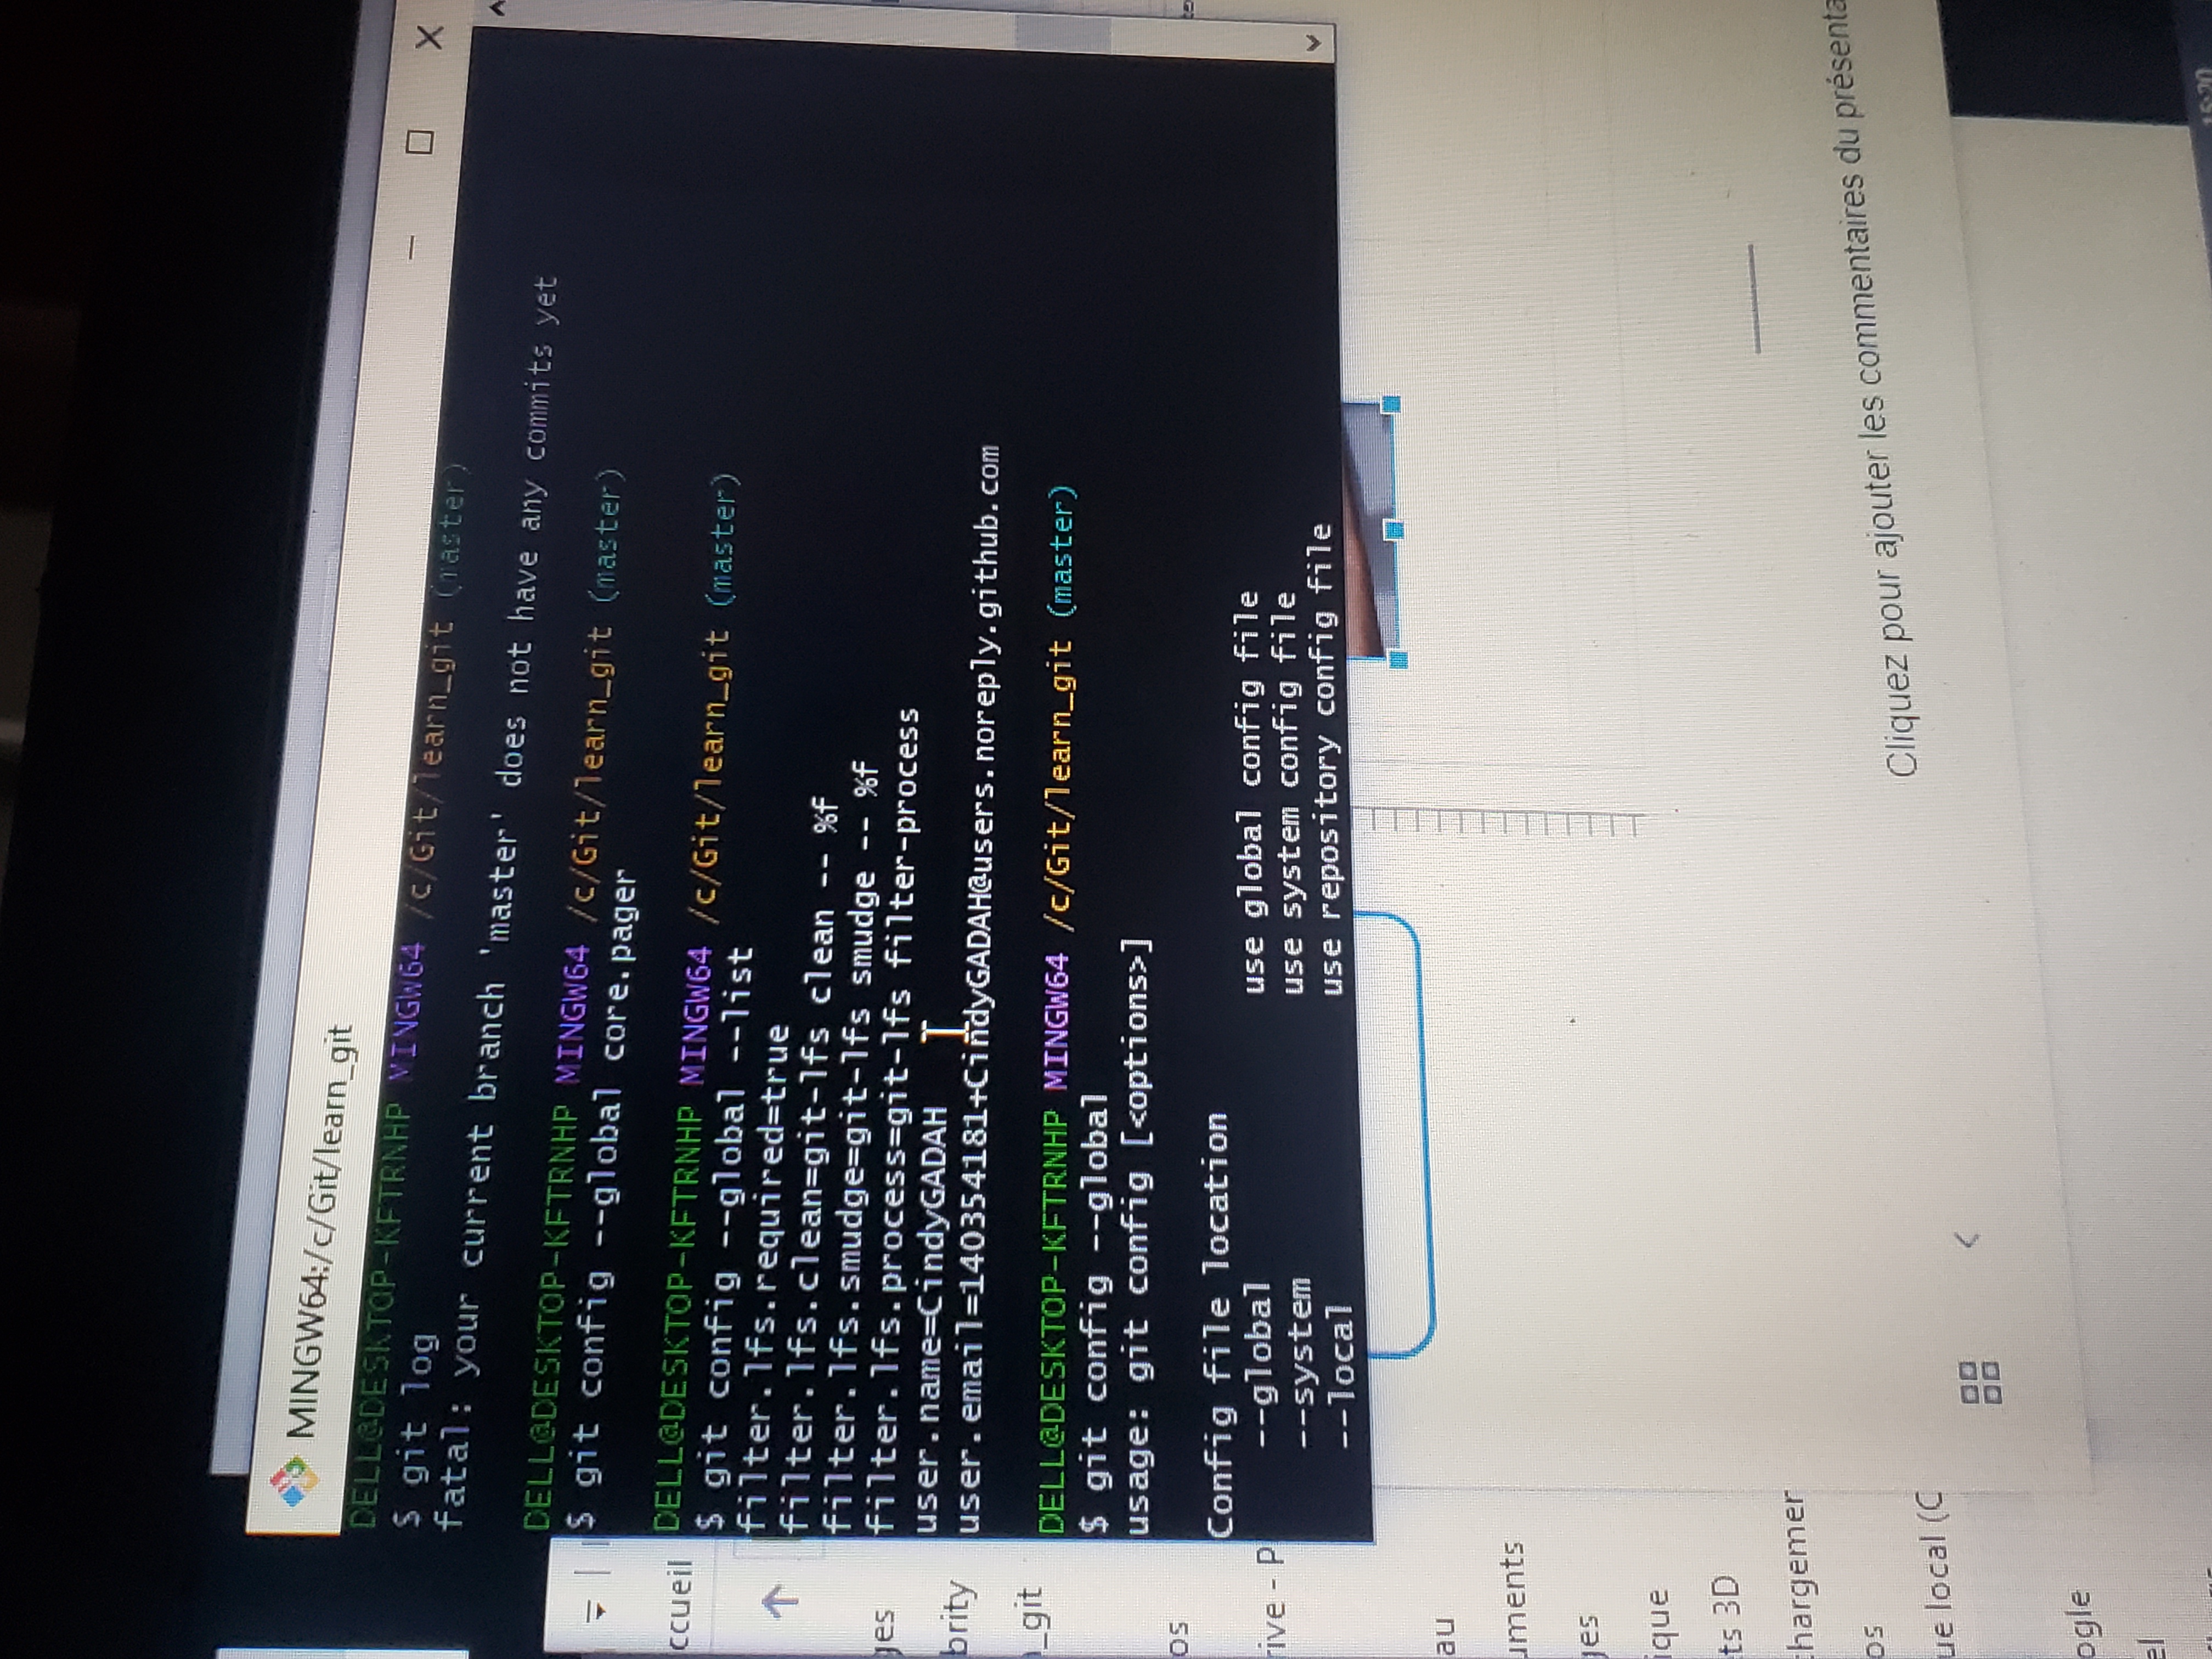 MINGW64:/c/Git/learn_git
DELL@DESKTOP-KFTRNHP MINGW64 /c/Git/learn_git (master)
$ git log
fatal: your current branch 'master' does not have any commits yet
DELL@DESKTOP-KFTRNHP MINGW64 /c/Git/learn_git (master)
$ git config --global core.pager
DELL@DESKTOP-KFTRNHP MINGW64 /c/Git/learn_git (master)
$ git config --global --list
filter.lfs.required=true
filter.lfs.clean=git-lfs clean -- %f
filter.lfs.smudge=git-lfs smudge -- %f
filter.lfs.process=git-lfs filter-process
user.name=CindyGADAH
user.email=140354181+CindyGADAH@users.noreply.github.com
DELL@DESKTOP-KFTRNHP MINGW64 /c/Git/learn_git (master)
$ git config --global
usage: git config [<options>]
Config file location
--global use global config file
--system use system config file
--local use repository config file
ccueil
ges
brity
_git
os
rive - P
au
uments
ges
ique
ts 3D
chargemer
os
ue local (C
ogle
el
Cliquez pour ajouter les commentaires du présenta